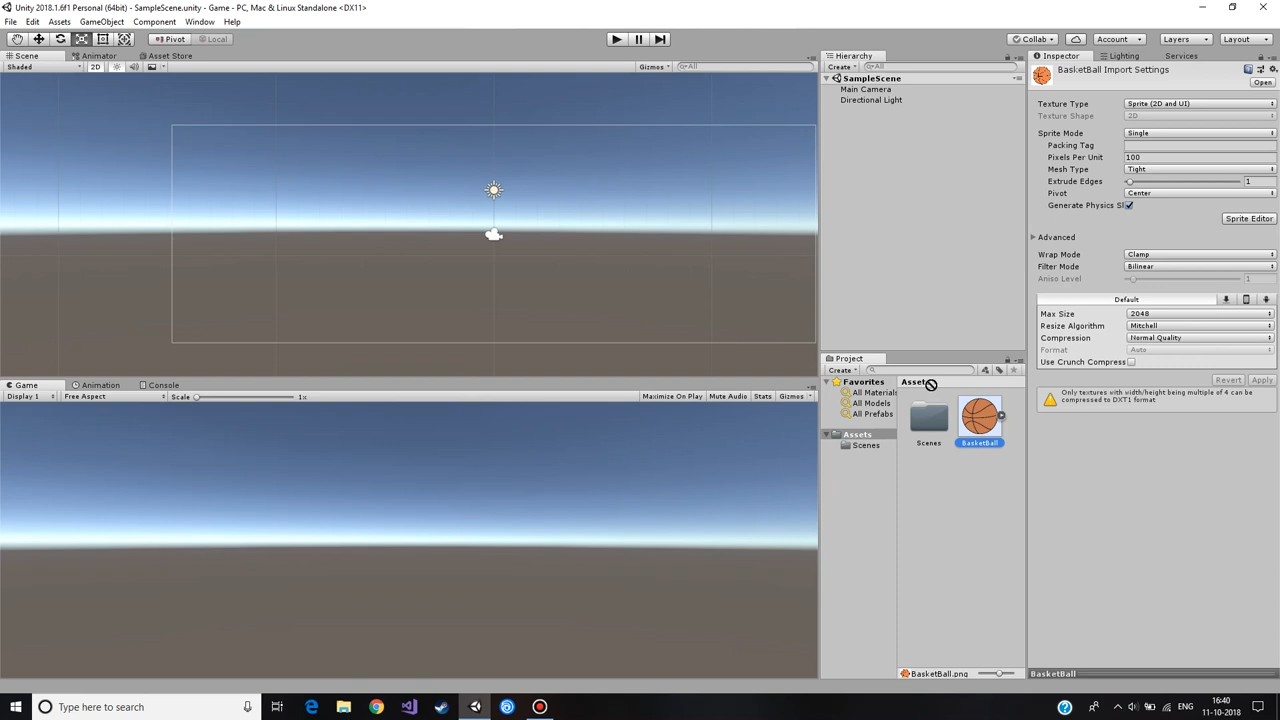 Unity 2018.1.6f1 Personal (64bit) - SampleScene.unity - Game - PC, Mac & Linux Standalone <DX11>
File Edit Assets GameObject Component Window Help
Pivot Local Collab Account Layers Layout
Scene Animator Asset Store
Shaded 2D Gizmos All
Hierarchy
Create All
SampleScene
Main Camera
Directional Light
Inspector Lighting Services
BasketBall Import Settings
Open
Texture Type Sprite (2D and UI)
Texture Shape 2D
Sprite Mode Single
Packing Tag
Pixels Per Unit 100
Mesh Type Tight
Extrude Edges 1
Pivot Center
Generate Physics S
Sprite Editor
Advanced
Wrap Mode Clamp
Filter Mode Bilinear
Aniso Level 1
Default
Max Size 2048
Resize Algorithm Mitchell
Compression Normal Quality
Format Auto
Use Crunch Compress
Revert Apply
Only textures with width/height being multiple of 4 can be
compressed to DXT1 format
Project
Create
Favorites
All Materials
All Models
All Prefabs
Assets
Scenes
Asset
Scenes BasketBall
BasketBall.png
BasketBall
Game Animation Console
Display 1 Free Aspect Scale 1x Maximize On Play Mute Audio Stats Gizmos
Type here to search
ENG
16:40
11-10-2018